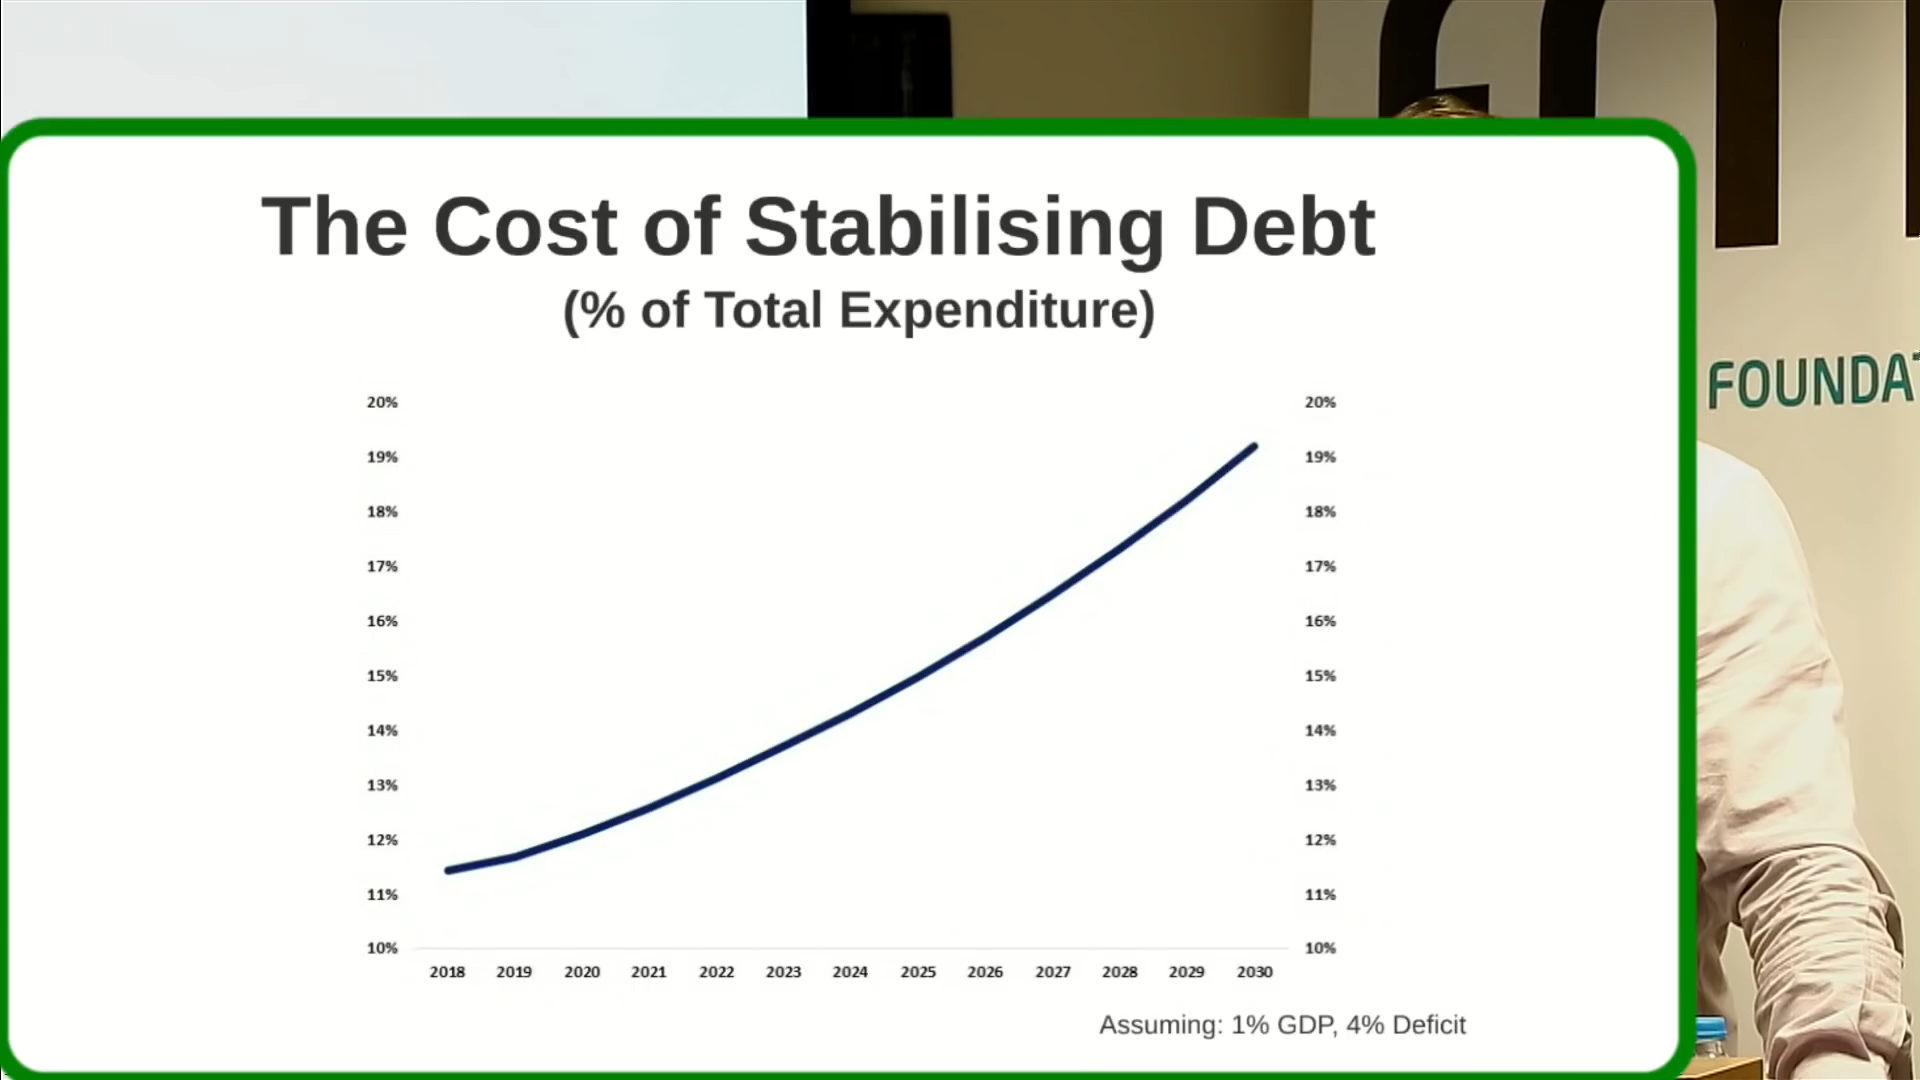 The Cost of Stabilising Debt
(% of Total Expenditure)
20% 20%
19% 19%
18% 18%
17% 17%
16% 16%
15% 15%
14% 14%
13% 13%
12% 12%
11% 11%
10% 10%
2018 2019 2020 2021 2022 2023 2024 2025 2026 2027 2028 2029 2030
Assuming: 1% GDP, 4% Deficit